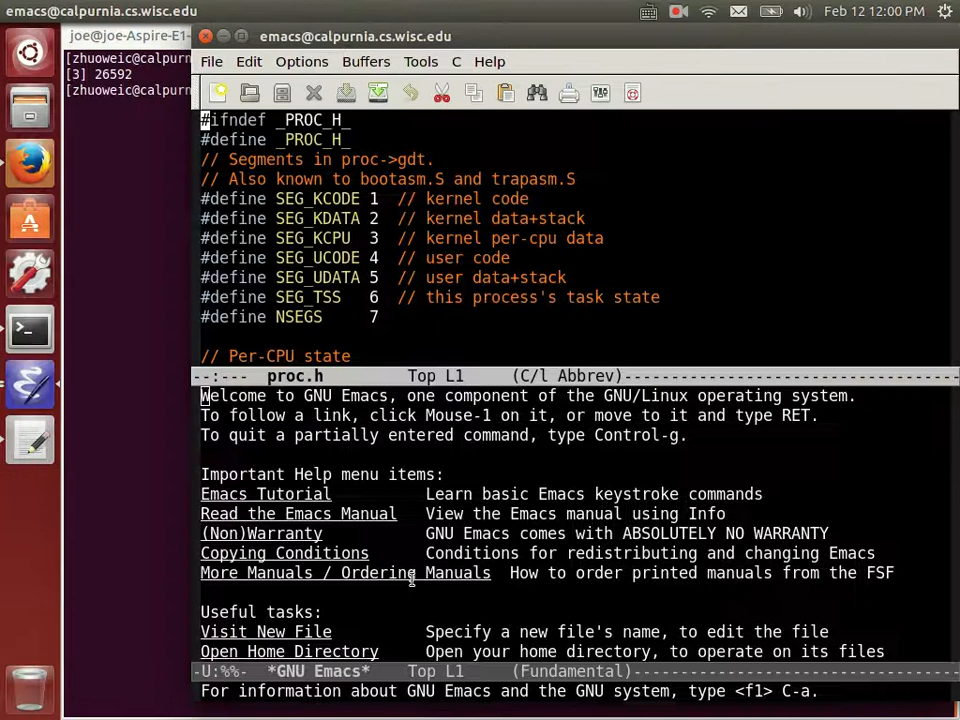 emacs@calpurnia.cs.wisc.edu
Feb 12 12:00 PM
joe@joe-Aspire-E1-
emacs@calpurnia.cs.wisc.edu
[zhuoweic@calpurn
[3] 26592
[zhuoweic@calpurn
File Edit Options Buffers Tools C Help
#ifndef _PROC_H_
#define _PROC_H_
// Segments in proc->gdt.
// Also known to bootasm.S and trapasm.S
#define SEG_KCODE 1 // kernel code
#define SEG_KDATA 2 // kernel data+stack
#define SEG_KCPU 3 // kernel per-cpu data
#define SEG_UCODE 4 // user code
#define SEG_UDATA 5 // user data+stack
#define SEG_TSS 6 // this process's task state
#define NSEGS 7
// Per-CPU state
--:--- proc.h Top L1 (C/l Abbrev)------------------------------------
Welcome to GNU Emacs, one component of the GNU/Linux operating system.
To follow a link, click Mouse-1 on it, or move to it and type RET.
To quit a partially entered command, type Control-g.
Important Help menu items:
Emacs Tutorial Learn basic Emacs keystroke commands
Read the Emacs Manual View the Emacs manual using Info
(Non)Warranty GNU Emacs comes with ABSOLUTELY NO WARRANTY
Copying Conditions Conditions for redistributing and changing Emacs
More Manuals / Ordering Manuals How to order printed manuals from the FSF
Useful tasks:
Visit New File Specify a new file's name, to edit the file
Open Home Directory Open your home directory, to operate on its files
-U:%%- *GNU Emacs* Top L1 (Fundamental)-----------------------------------
For information about GNU Emacs and the GNU system, type <f1> C-a.